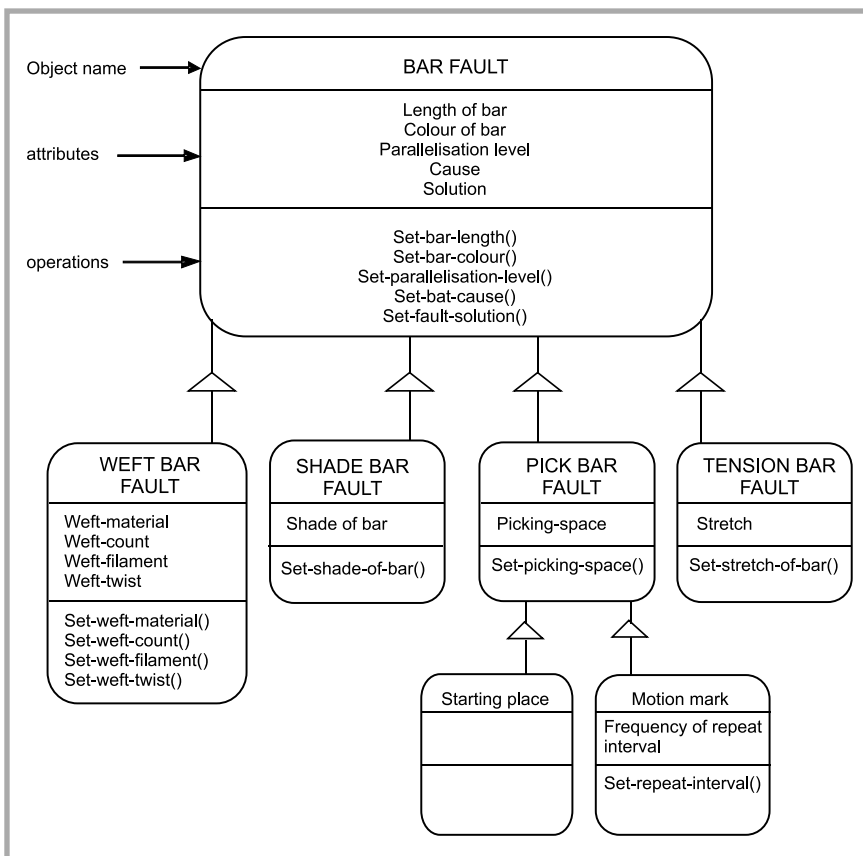 Object name
BAR FAULT
attributes
Length of bar
Colour of bar
Parallelisation level
Cause
Solution
operations
Set-bar-length()
Set-bar-colour()
Set-parallelisation-level()
Set-bat-cause()
Set-fault-solution()
WEFT BAR
FAULT
Weft-material
Weft-count
Weft-filament
Weft-twist
Set-weft-material()
Set-weft-count()
Set-weft-filament()
Set-weft-twist()
SHADE BAR
FAULT
Shade of bar
Set-shade-of-bar()
PICK BAR
FAULT
Picking-space
Set-picking-space()
TENSION BAR
FAULT
Stretch
Set-stretch-of-bar()
Starting place
Motion mark
Frequency of repeat
interval
Set-repeat-interval()